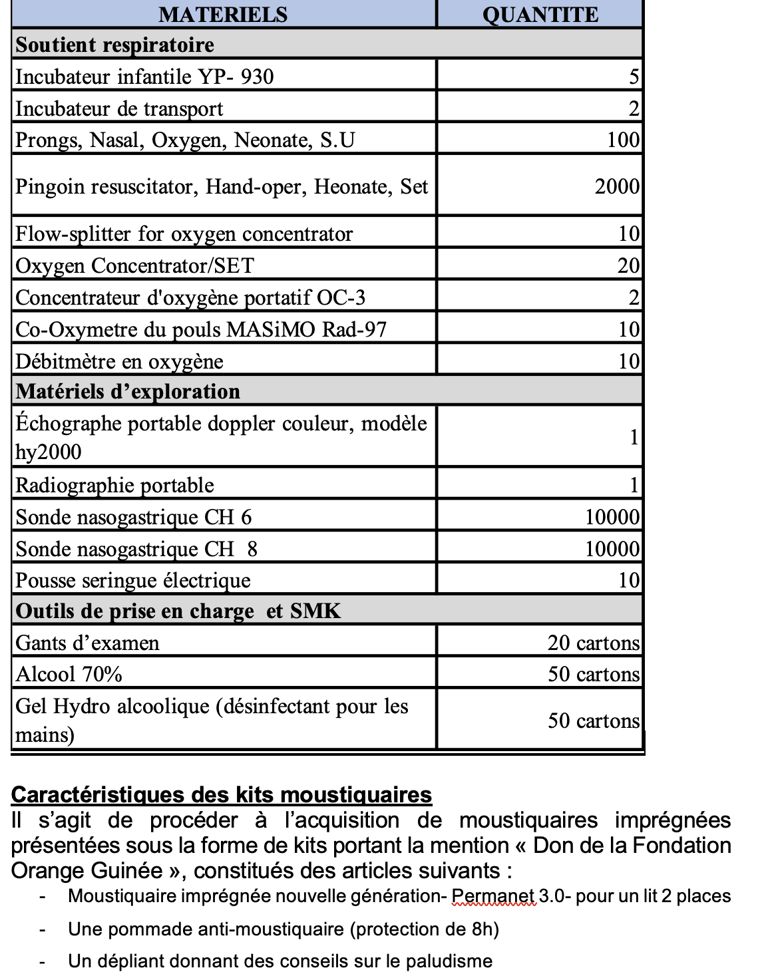 MATERIELS QUANTITE
Soutient respiratoire
Incubateur infantile YP- 930 5
Incubateur de transport 2
Prongs, Nasal, Oxygen, Neonate, S.U 100
Pingoin resuscitator, Hand-oper, Heonate, Set 2000
Flow-splitter for oxygen concentrator 10
Oxygen Concentrator/SET 20
Concentrateur d'oxygène portatif OC-3 2
Co-Oxymetre du pouls MASiMO Rad-97 10
Débitmètre en oxygène 10
Matériels d’exploration
Échographe portable doppler couleur, modèle
hy2000 1
Radiographie portable 1
Sonde nasogastrique CH 6 10000
Sonde nasogastrique CH 8 10000
Pousse seringue électrique 10
Outils de prise en charge et SMK
Gants d’examen 20 cartons
Alcool 70% 50 cartons
Gel Hydro alcoolique (désinfectant pour les
mains) 50 cartons
Caractéristiques des kits moustiquaires
Il s’agit de procéder à l’acquisition de moustiquaires imprégnées
présentées sous la forme de kits portant la mention « Don de la Fondation
Orange Guinée », constitués des articles suivants :
- Moustiquaire imprégnée nouvelle génération- Permanet 3.0- pour un lit 2 places
- Une pommade anti-moustiquaire (protection de 8h)
- Un dépliant donnant des conseils sur le paludisme